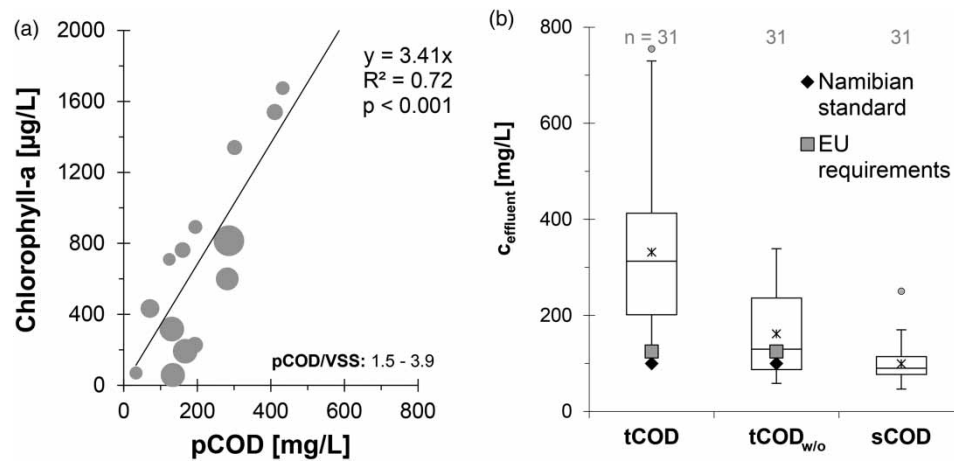 (a)
2000
1600
1200
800
400
0
Chlorophyll-a [µg/L]
y = 3.41x
R² = 0.72
p < 0.001
pCOD/VSS: 1.5 - 3.9
0 200 400 600 800
pCOD [mg/L]
(b)
800
600
400
200
0
c effluent [mg/L]
n = 31 31 31
Namibian
standard
EU
requirements
tCOD tCODw/o sCOD